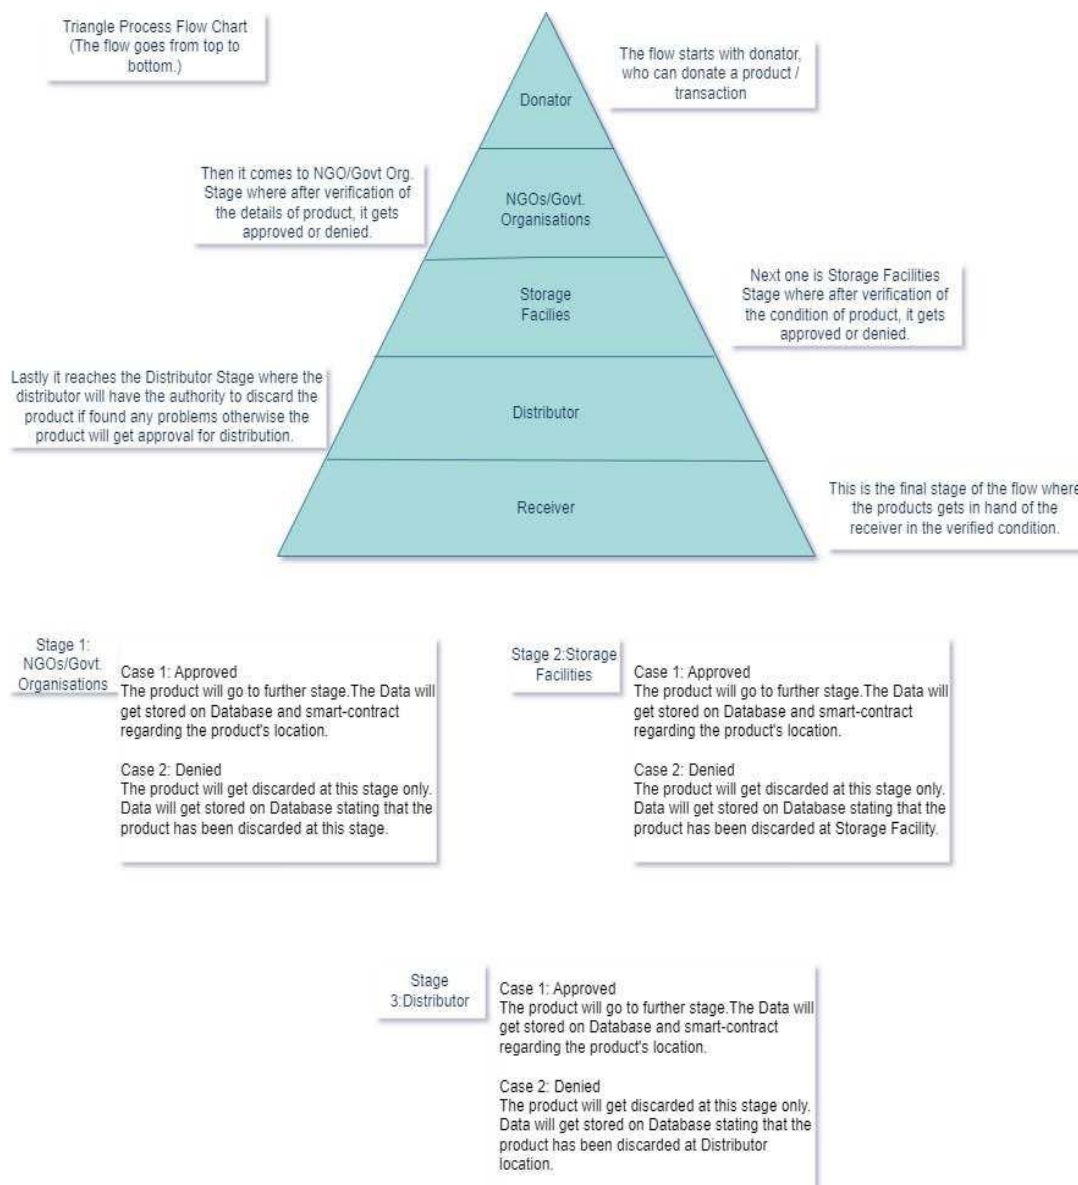 Triangle Process Flow Chart
(The flow goes from top to
bottom.)
The flow starts with donator,
who can donate a product /
transaction
Donator
Then it comes to NGO/Govt Org.
Stage where after verification of
the details of product, it gets
approved or denied.
NGOs/Govt.
Organisations
Next one is Storage Facilities
Stage where after verification of
the condition of product, it gets
approved or denied.
Storage
Facilies
Lastly it reaches the Distributor Stage where the
distributor will have the authority to discard the
product if found any problems otherwise the
product will get approval for distribution.
Distributor
This is the final stage of the flow where
the products gets in hand of the
receiver in the verified condition.
Receiver
Stage 1:
NGOs/Govt.
Organisations
Case 1: Approved
The product will go to further stage.The Data will
get stored on Database and smart-contract
regarding the product's location.
Case 2: Denied
The product will get discarded at this stage only.
Data will get stored on Database stating that the
product has been discarded at this stage.
Stage 2:Storage
Facilities
Case 1: Approved
The product will go to further stage.The Data will
get stored on Database and smart-contract
regarding the product's location.
Case 2: Denied
The product will get discarded at this stage only.
Data will get stored on Database stating that the
product has been discarded at Storage Facility.
Stage
3:Distributor
Case 1: Approved
The product will go to further stage.The Data will
get stored on Database and smart-contract
regarding the product's location.
Case 2: Denied
The product will get discarded at this stage only.
Data will get stored on Database stating that the
product has been discarded at Distributor
location.